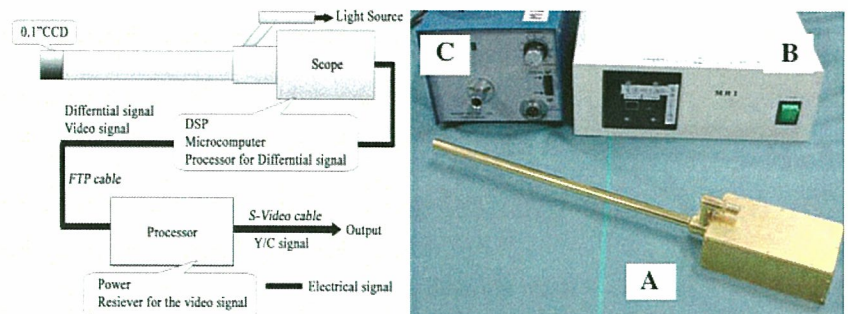 Light Source
0.1”CCD
Scope
Differntial signal
Video signal
DSP
Microcomputer
Processor for Differntial signal
FTP cable
Processor
S-Video cable
Y/C signal
Output
Power
Resiever for the video signal
Electrical signal
C
B
MRI
A